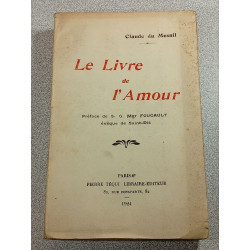 Claude du Mesnil
Le Livre
de
l'Amour
Préface de S. G. Mgr FOUCAULT
Évêque de Saint-Dié
PARIS-6e
PIERRE TÉQUI, LIBRAIRE-ÉDITEUR
82, RUE BONAPARTE, 82
1921